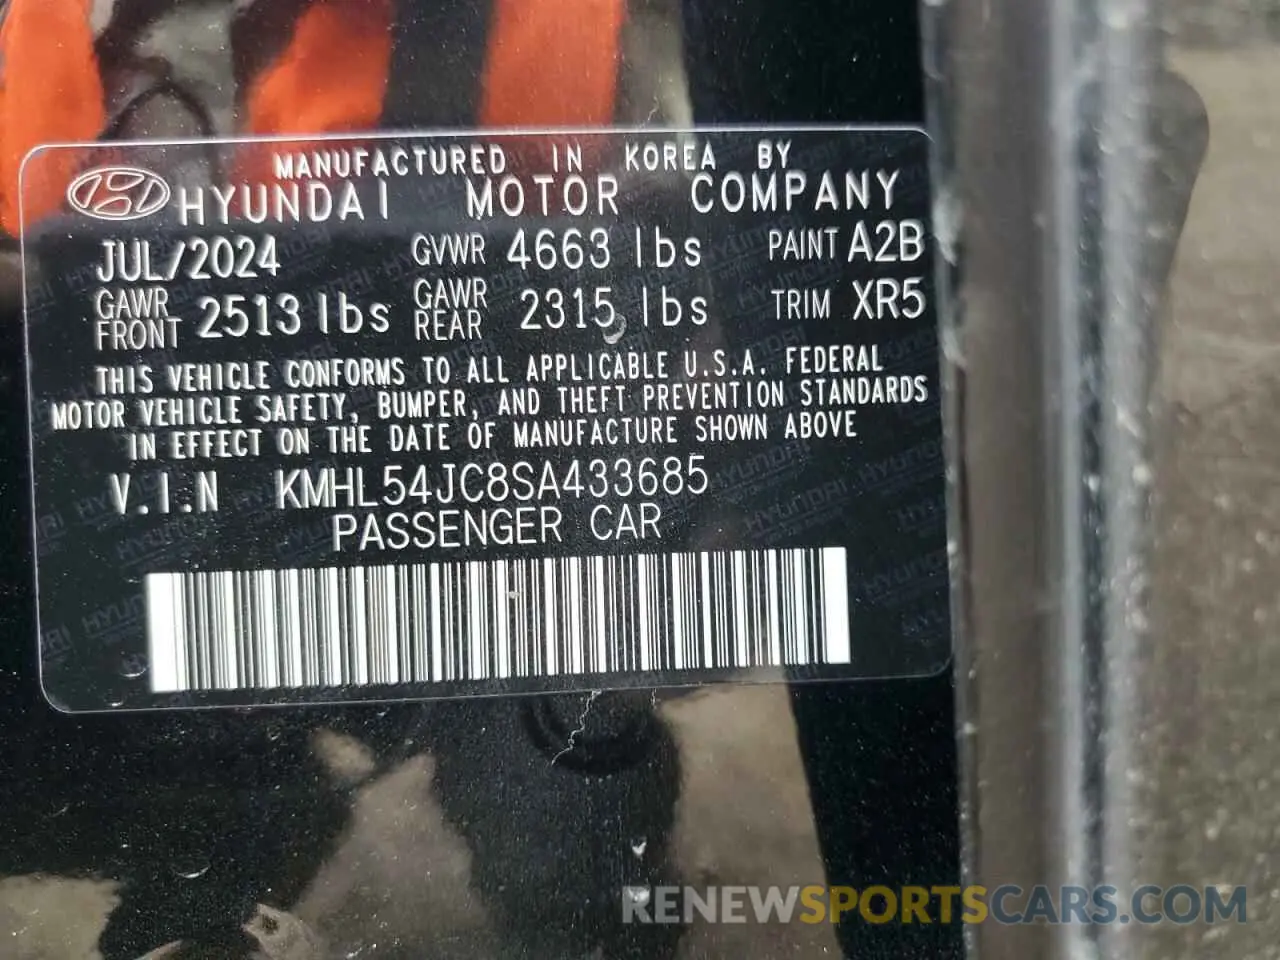 MANUFACTURED IN KOREA BY
HYUNDAI MOTOR COMPANY
JUL/2024 GVWR 4663 lbs PAINT A2B
GAWR FRONT 2513 lbs GAWR REAR 2315 lbs TRIM XR5
THIS VEHICLE CONFORMS TO ALL APPLICABLE U.S.A. FEDERAL
MOTOR VEHICLE SAFETY, BUMPER, AND THEFT PREVENTION STANDARDS
IN EFFECT ON THE DATE OF MANUFACTURE SHOWN ABOVE
V.I.N KMHL54JC8SA433685
PASSENGER CAR
RENEWSPORTSCARS.COM